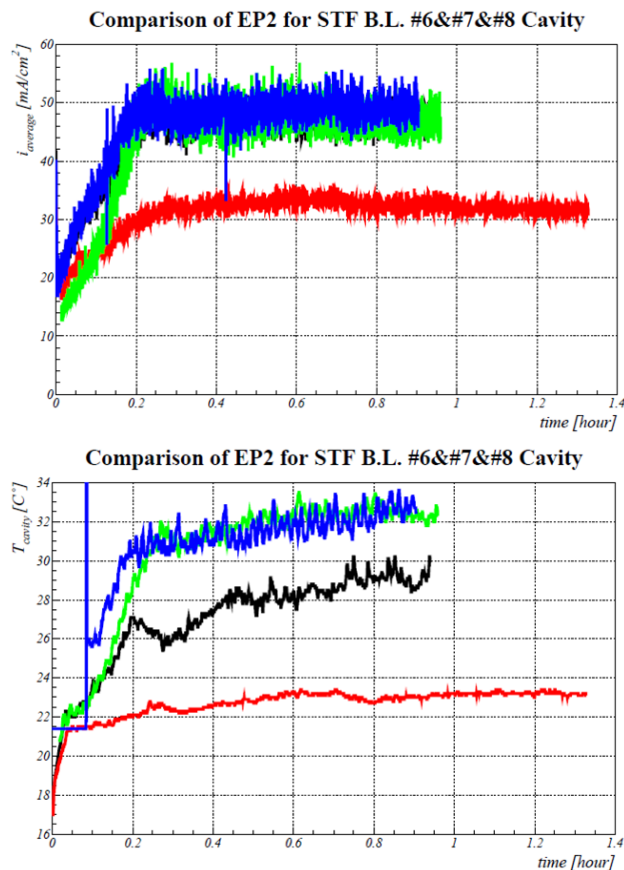 Comparison of EP2 for STF B.L. #6&#7&#8 Cavity
i average [mA/cm²]
60
50
40
30
20
10
0
0 0.2 0.4 0.6 0.8 1 1.2 1.4
time [hour]
Comparison of EP2 for STF B.L. #6&#7&#8 Cavity
T cavity [C°]
34
32
30
28
26
24
22
20
18
16
0 0.2 0.4 0.6 0.8 1 1.2 1.4
time [hour]